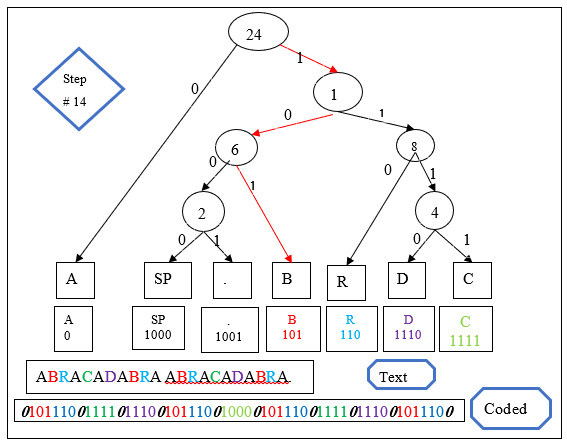 24
Step
# 14
1
0
1
0
1
6
8
0
1
0
1
2
4
0
1
0
1
A
SP
.
B
R
D
C
A
0
SP
1000
.
1001
B
101
R
110
D
1110
C
1111
ABRACADABRA ABRACADABRA
Text
010111001111011100101110010000101110011110111001011100
Coded